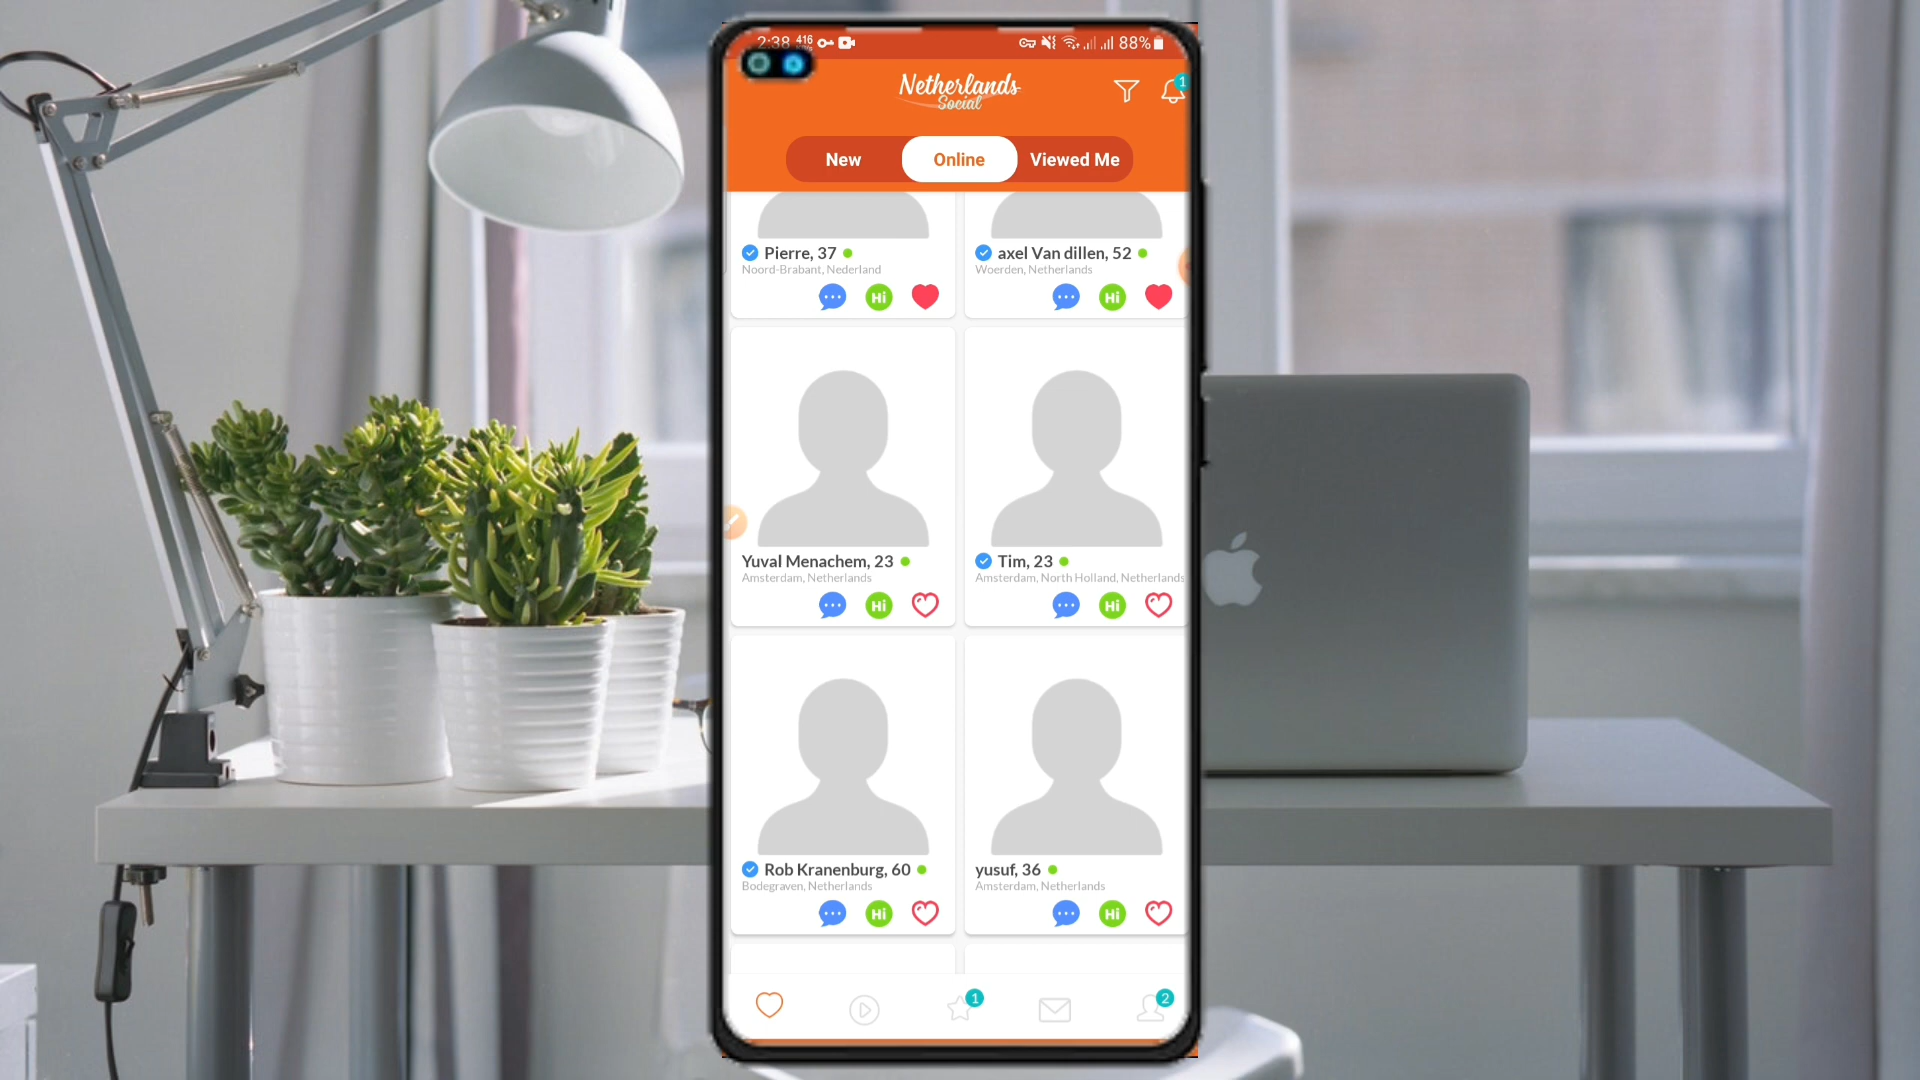 2:38 416 88%
Netherlands
Social
1
New Online Viewed Me
Pierre, 37
Noord-Brabant, Nederland
Hi
axel Van dillen, 52
Woerden, Netherlands
Hi
Yuval Menachem, 23
Amsterdam, Netherlands
Hi
Tim, 23
Amsterdam, North Holland, Netherlands
Hi
Rob Kranenburg, 60
Bodegraven, Netherlands
Hi
yusuf, 36
Amsterdam, Netherlands
Hi
1 2